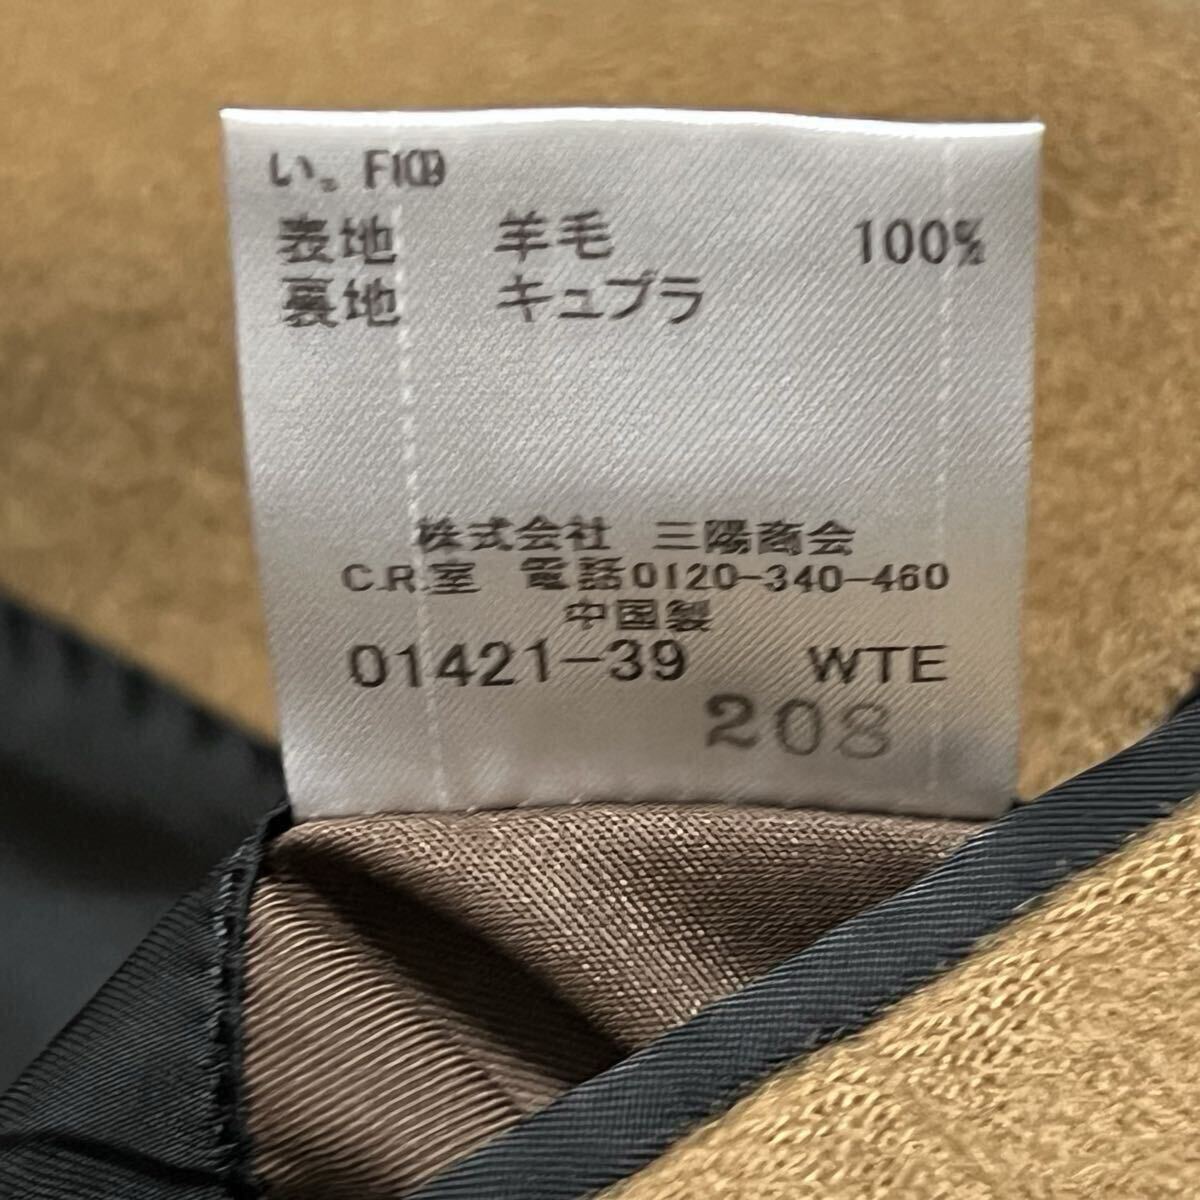 い。F109
表地 羊毛 100%
裏地 キュプラ
株式会社 三陽商会
C.R.室 電話0120-340-460
中国製
01421-39 WTE
208